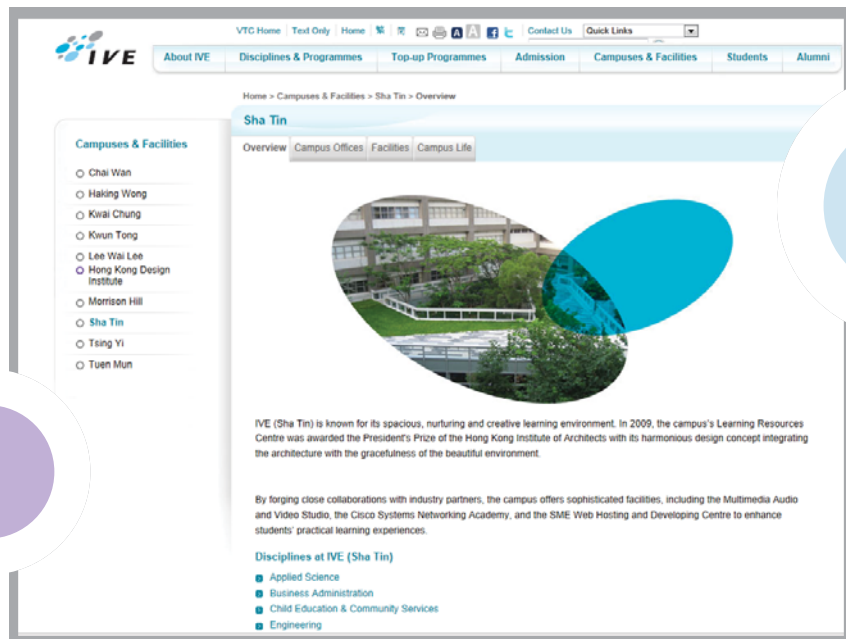 VTC Home Text Only Home 繁 简 A A Contact Us Quick Links
IVE
About IVE Disciplines & Programmes Top-up Programmes Admission Campuses & Facilities Students Alumni
Home > Campuses & Facilities > Sha Tin > Overview
Sha Tin
Overview Campus Offices Facilities Campus Life
Campuses & Facilities
Chai Wan
Haking Wong
Kwai Chung
Kwun Tong
Lee Wai Lee
Hong Kong Design
Institute
Morrison Hill
Sha Tin
Tsing Yi
Tuen Mun
IVE (Sha Tin) is known for its spacious, nurturing and creative learning environment. In 2009, the campus's Learning Resources
Centre was awarded the President's Prize of the Hong Kong Institute of Architects with its harmonious design concept integrating
the architecture with the gracefulness of the beautiful environment.
By forging close collaborations with industry partners, the campus offers sophisticated facilities, including the Multimedia Audio
and Video Studio, the Cisco Systems Networking Academy, and the SME Web Hosting and Developing Centre to enhance
students' practical learning experiences.
Disciplines at IVE (Sha Tin)
Applied Science
Business Administration
Child Education & Community Services
Engineering